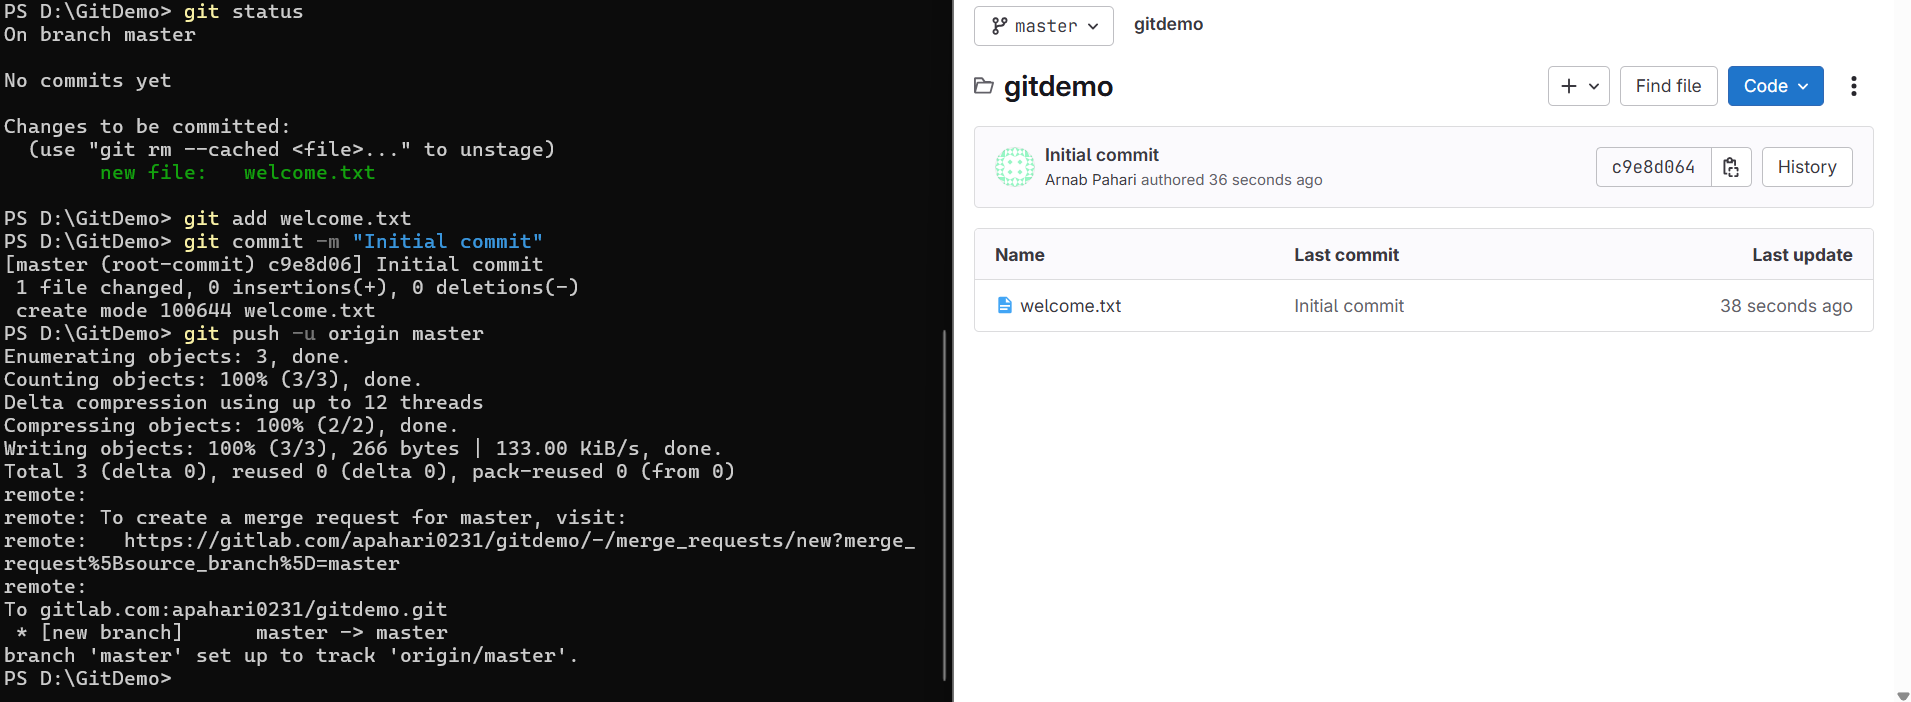 PS D:\GitDemo> git status
On branch master
No commits yet
Changes to be committed:
  (use "git rm --cached <file>..." to unstage)
        new file:   welcome.txt
PS D:\GitDemo> git add welcome.txt
PS D:\GitDemo> git commit -m "Initial commit"
[master (root-commit) c9e8d06] Initial commit
 1 file changed, 0 insertions(+), 0 deletions(-)
 create mode 100644 welcome.txt
PS D:\GitDemo> git push -u origin master
Enumerating objects: 3, done.
Counting objects: 100% (3/3), done.
Delta compression using up to 12 threads
Compressing objects: 100% (2/2), done.
Writing objects: 100% (3/3), 266 bytes | 133.00 KiB/s, done.
Total 3 (delta 0), reused 0 (delta 0), pack-reused 0 (from 0)
remote:
remote: To create a merge request for master, visit:
remote:   https://gitlab.com/apahari0231/gitdemo/-/merge_requests/new?merge_
request%5Bsource_branch%5D=master
remote:
To gitlab.com:apahari0231/gitdemo.git
 * [new branch]      master -> master
branch 'master' set up to track 'origin/master'.
PS D:\GitDemo>
master gitdemo
gitdemo Find file Code
Initial commit
Arnab Pahari authored 36 seconds ago
c9e8d064 History
Name Last commit Last update
welcome.txt Initial commit 38 seconds ago